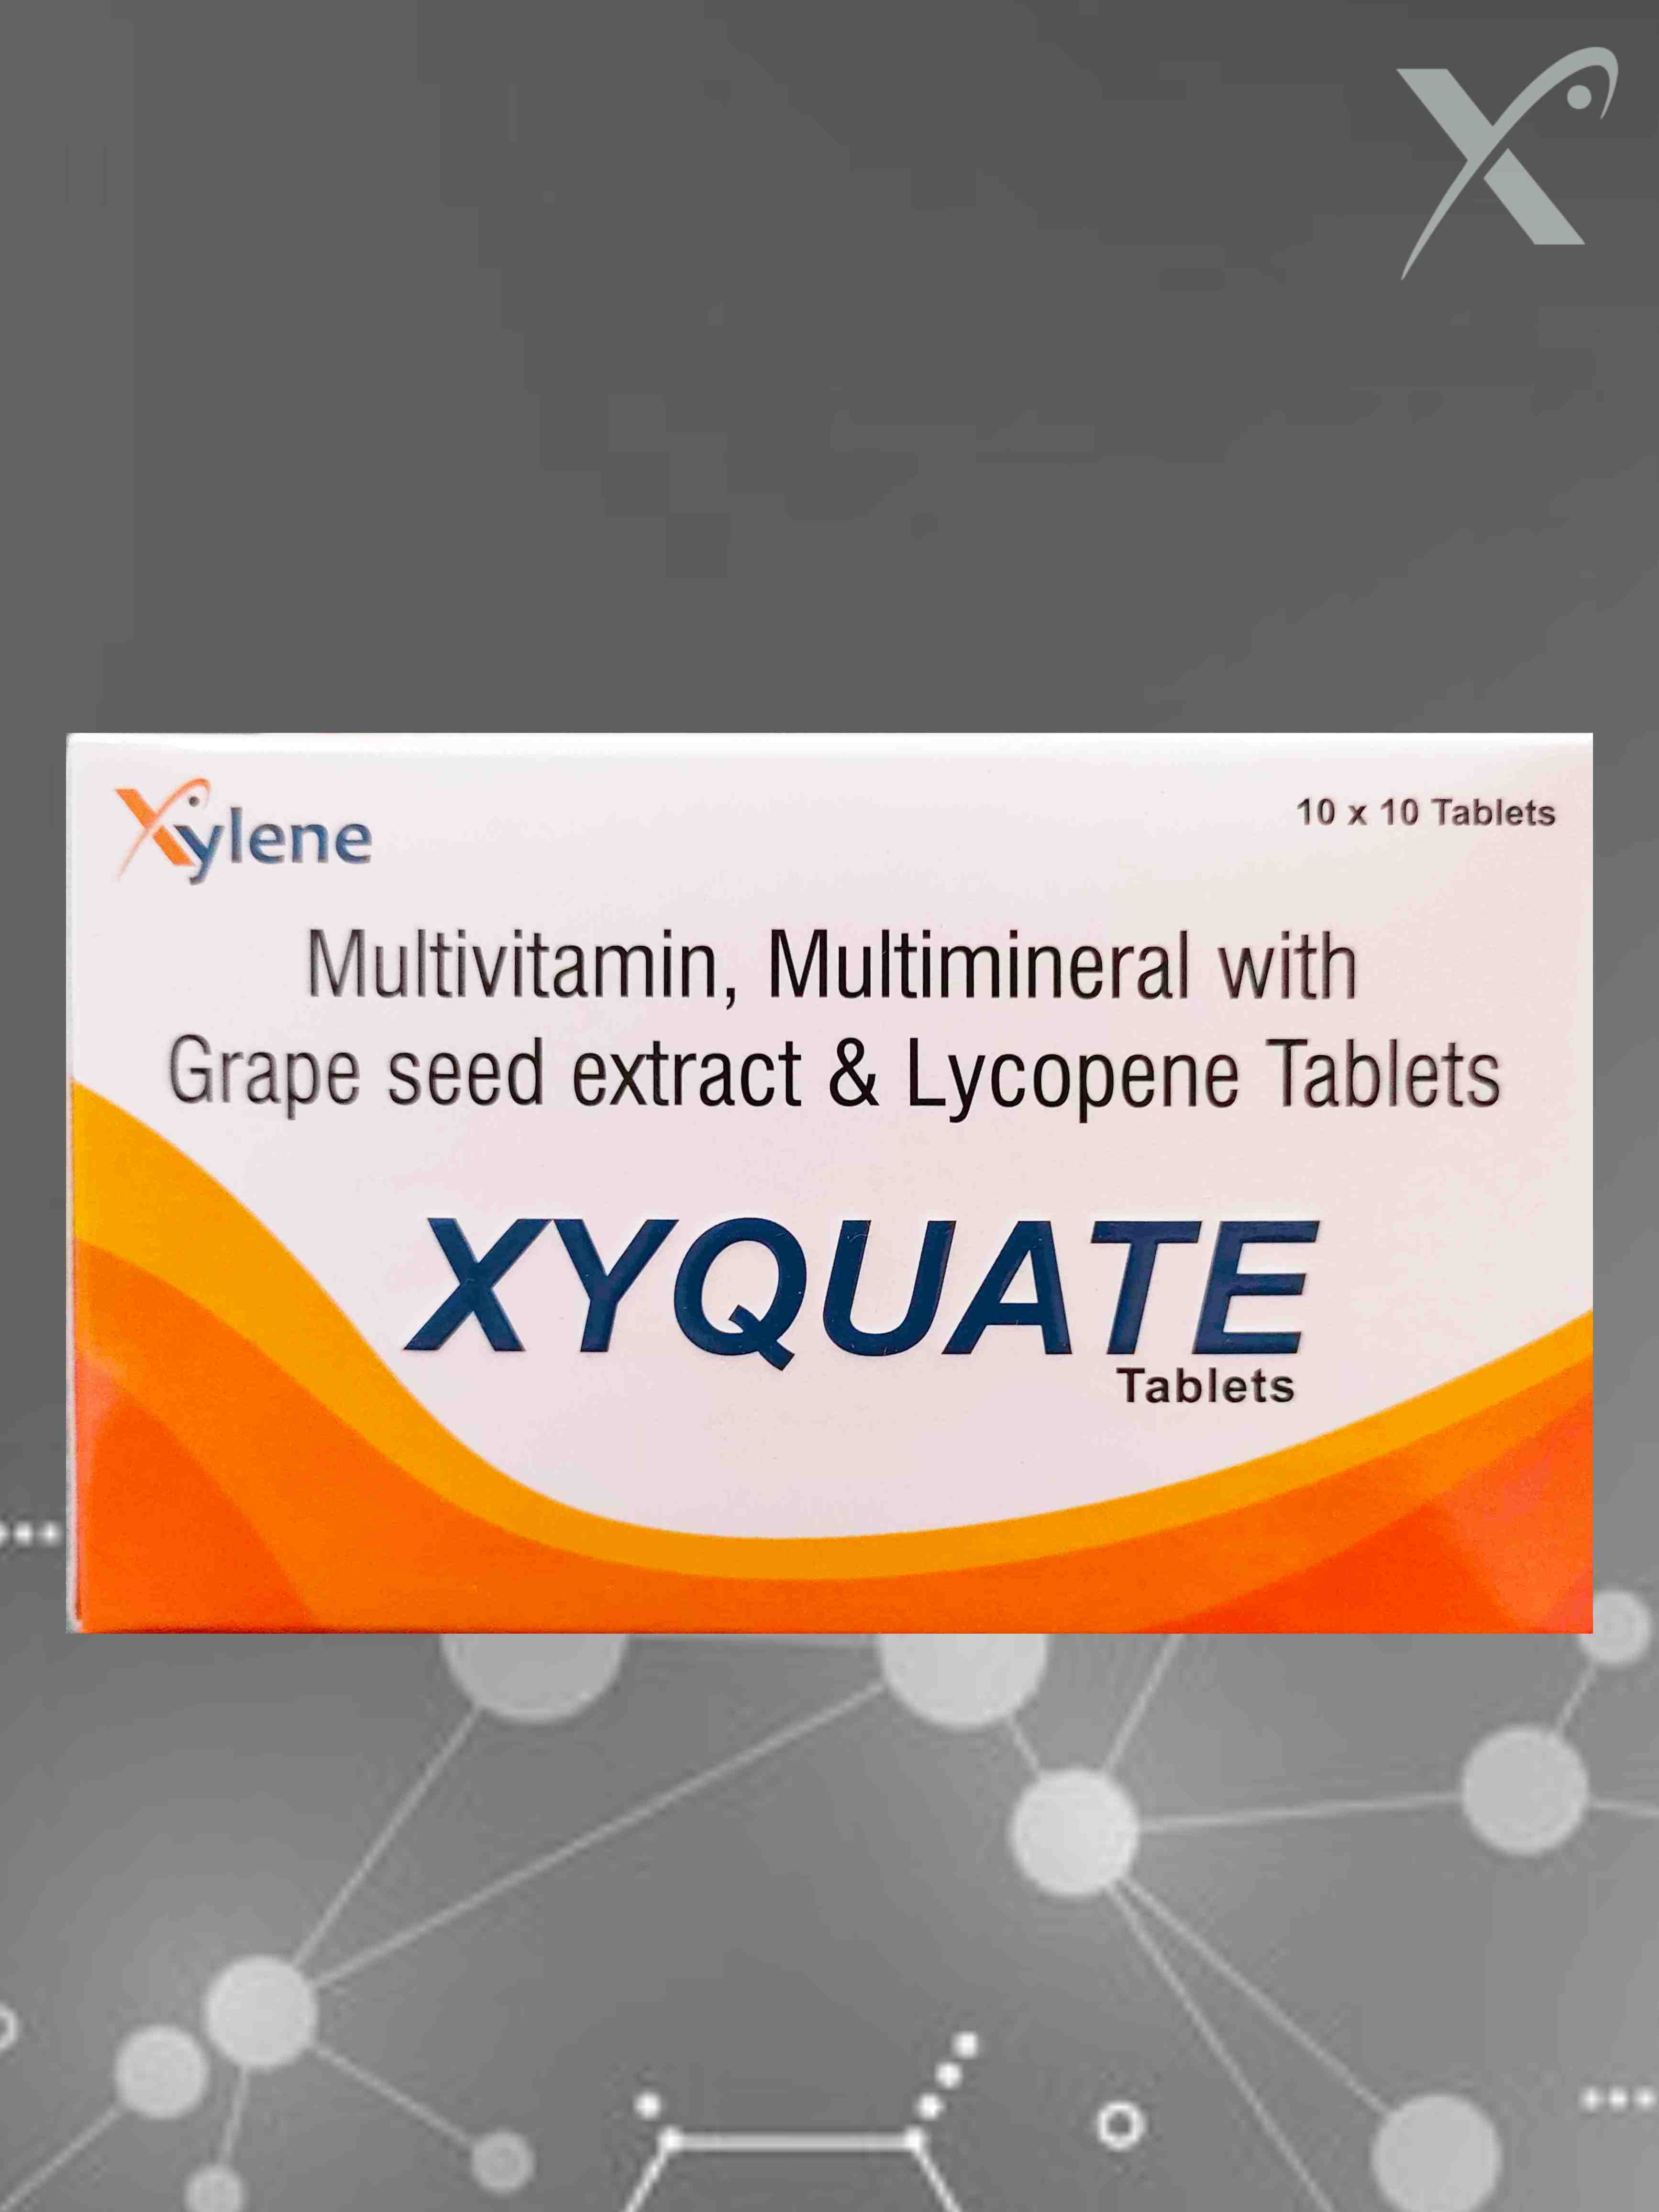 Xylene
10 x 10 Tablets
Multivitamin, Multimineral with
Grape seed extract & Lycopene Tablets
XYQUATE
Tablets